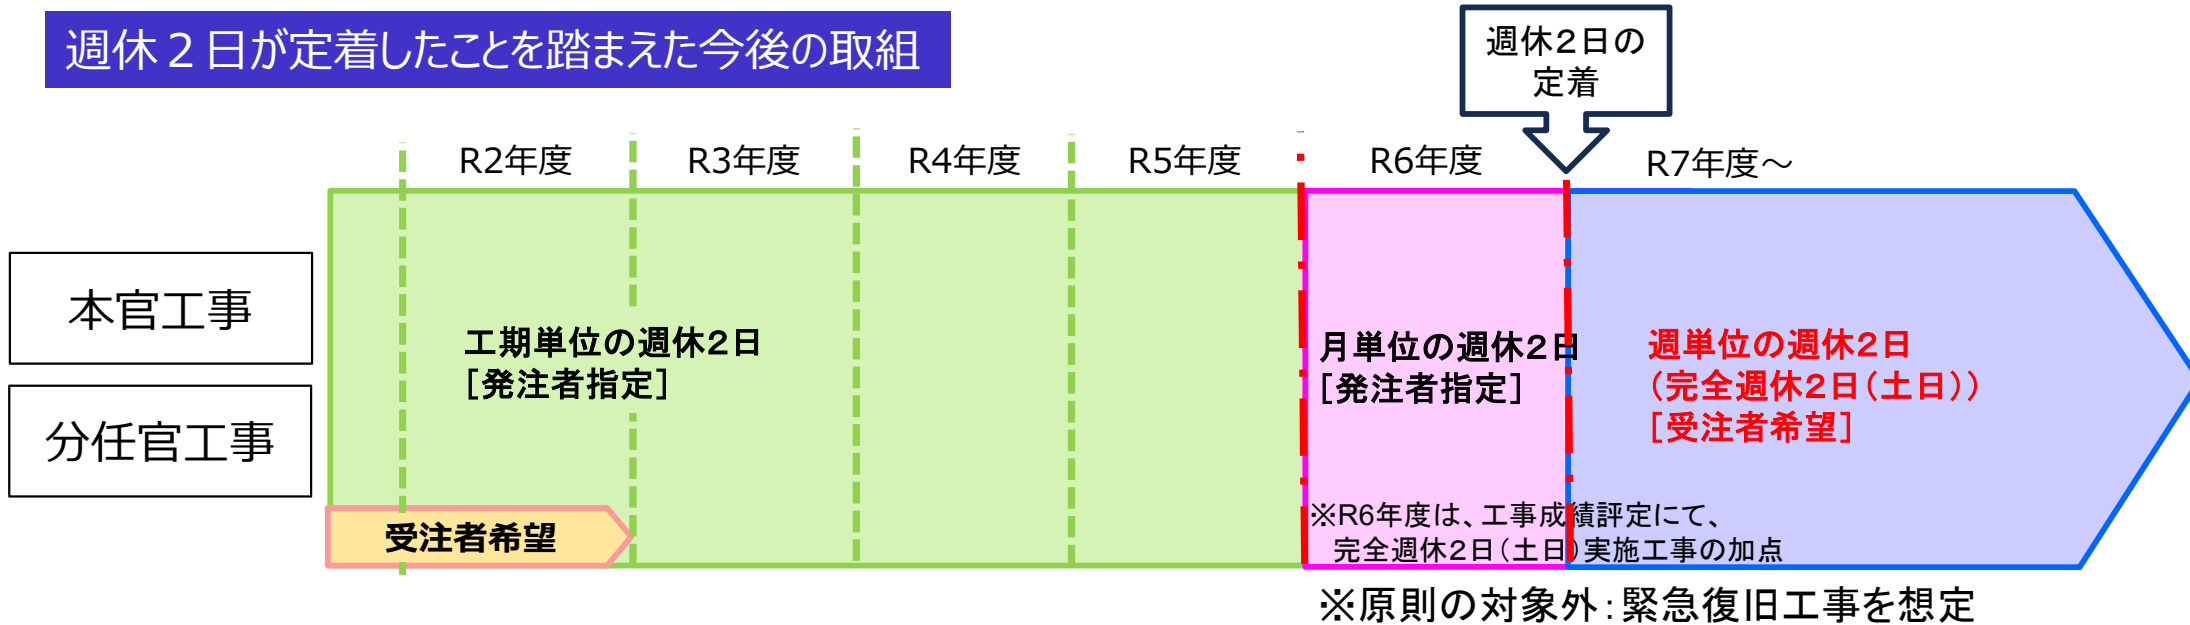 週休２日が定着したことを踏まえた今後の取組
週休2日の
定着
R2年度
R3年度
R4年度
R5年度
R6年度
R7年度～
本官工事
分任官工事
工期単位の週休2日
［発注者指定］
月単位の週休2日
［発注者指定］
週単位の週休2日
（完全週休2日（土日））
［受注者希望］
受注者希望
※R6年度は、工事成績評定にて、
完全週休2日（土日）実施工事の加点
※原則の対象外：緊急復旧工事を想定